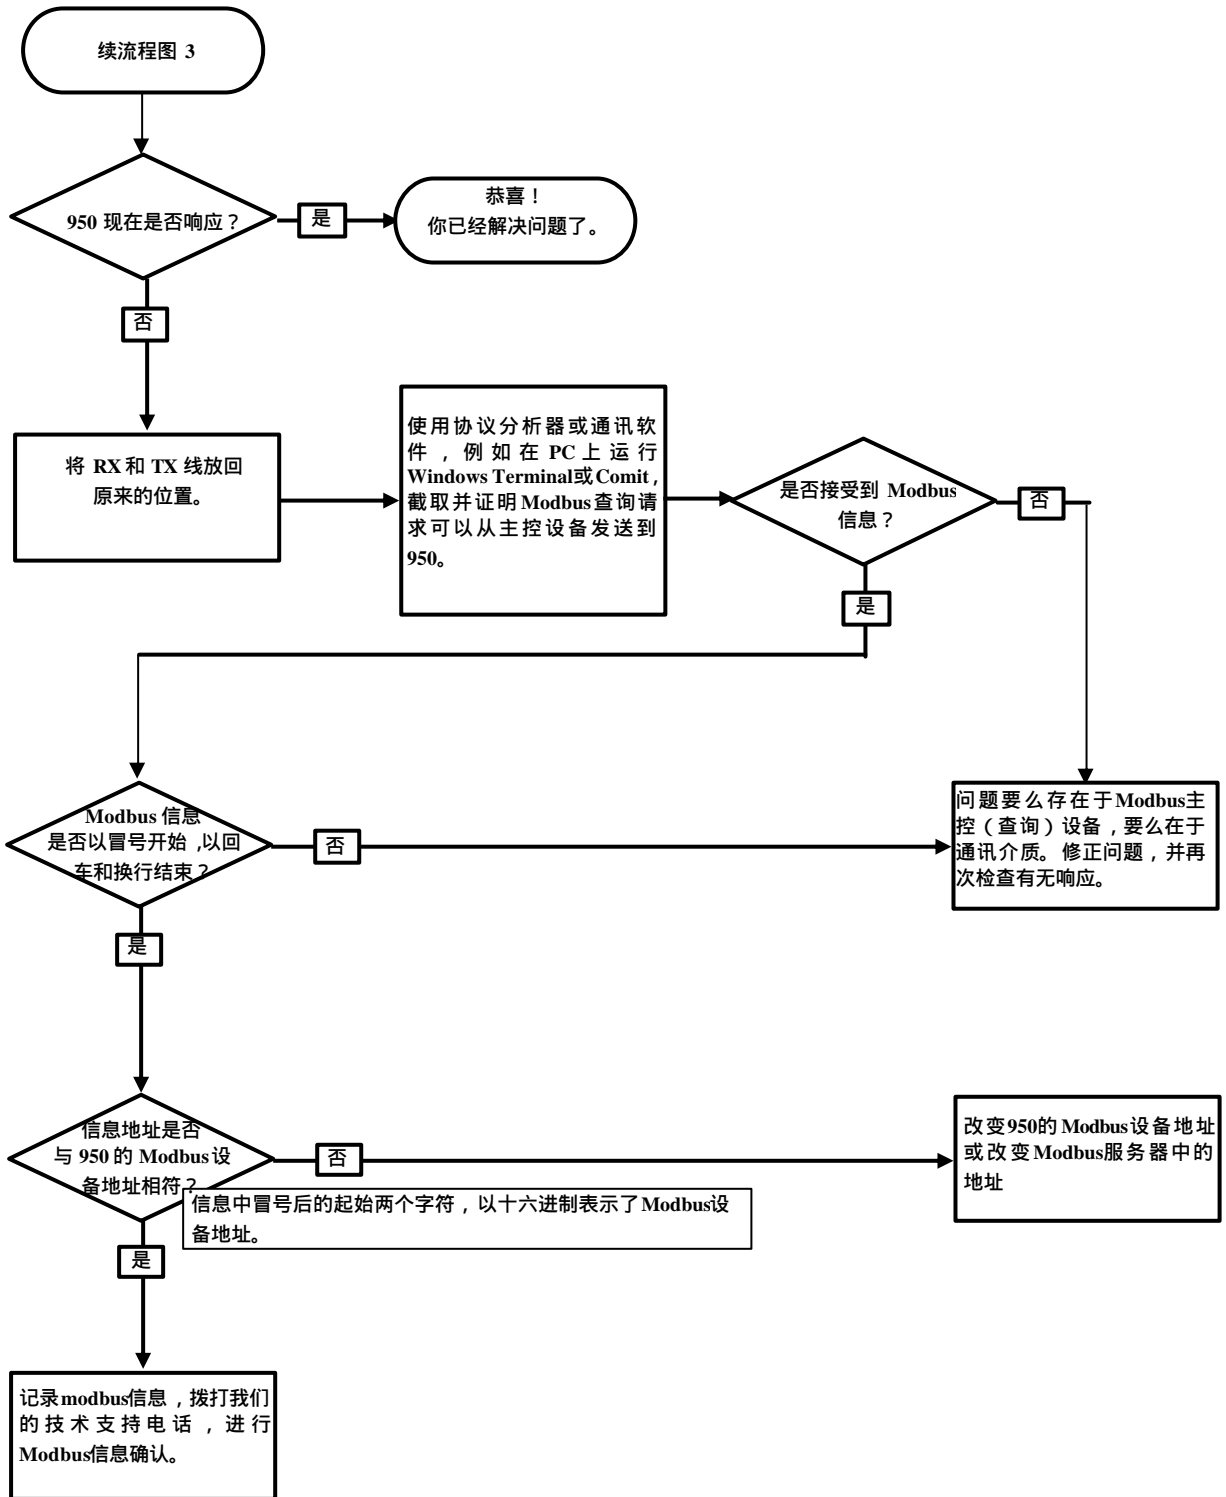 续流程图 3
950 现在是否响应？
是
恭喜！
你已经解决问题了。
否
将 RX 和 TX 线放回
原来的位置。
使用协议分析器或通讯软
件，例如在 PC 上运行
Windows Terminal或Comit，
截取并证明Modbus查询请
求可以从主控设备发送到
950。
是否接受到 Modbus
信息？
否
是
Modbus 信息
是否以冒号开始,以回
车和换行结束？
否
问题要么存在于Modbus主
控（查询）设备，要么在于
通讯介质。修正问题，并再
次检查有无响应。
是
信息地址是否
与 950 的 Modbus 设
备地址相符？
否
改变950的Modbus设备地址
或改变Modbus服务器中的
地址
信息中冒号后的起始两个字符，以十六进制表示了Modbus设
备地址。
是
记录modbus信息，拨打我们
的技术支持电话，进行
Modbus信息确认。